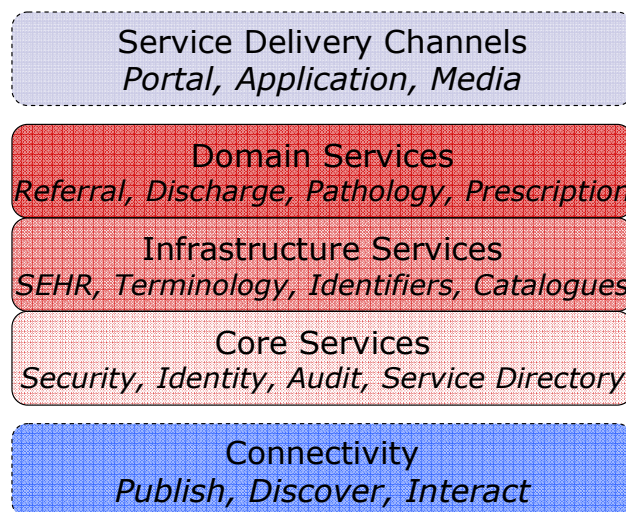 Service Delivery Channels
Portal, Application, Media
Domain Services
Referral, Discharge, Pathology, Prescription
Infrastructure Services
SEHR, Terminology, Identifiers, Catalogues
Core Services
Security, Identity, Audit, Service Directory
Connectivity
Publish, Discover, Interact